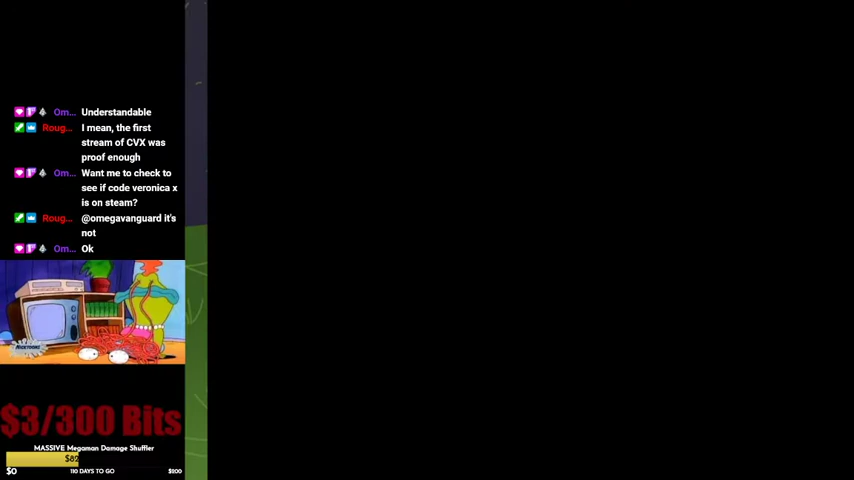 Om... Understandable
Roug... I mean, the first
stream of CVX was
proof enough
Om... Want me to check to
see if code veronica x
is on steam?
Roug... @omegavanguard it's
not
Om... Ok
$3/300 Bits
MASSIVE Megaman Damage Shuffler
$82
$0 110 DAYS TO GO $200